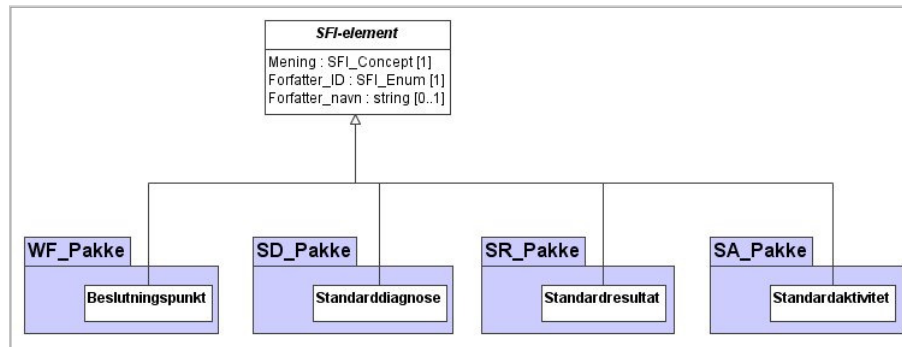 SFI-element
Mening : SFI_Concept [1]
Forfatter_ID : SFI_Enum [1]
Forfatter_navn : string [0..1]
WF_Pakke
SD_Pakke
SR_Pakke
SA_Pakke
Beslutningspunkt
Standarddiagnose
Standardresultat
Standardaktivitet